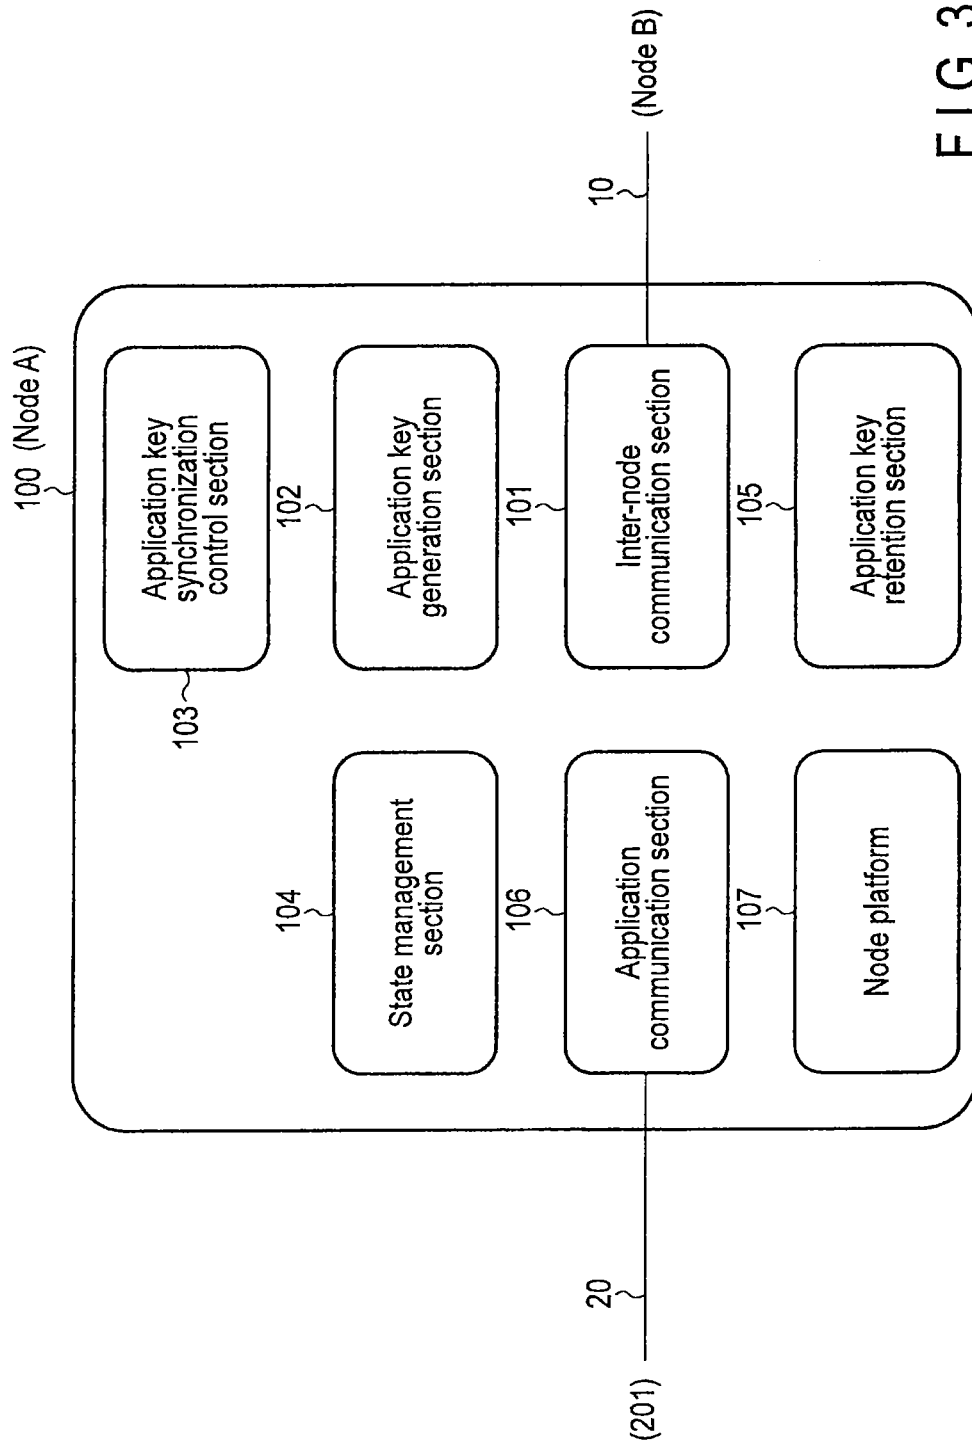 100 (Node A)
Application key
synchronization
control section
103
104
State management
section
102
Application key
generation section
(201)
20
106
Application
communication section
101
Inter-node
communication section
10
(Node B)
107
Node platform
105
Application key
retention section
FIG. 3